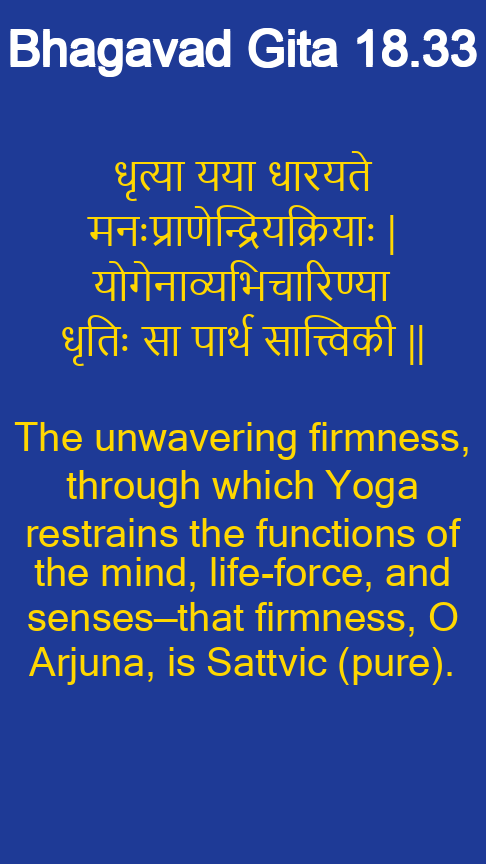 Bhagavad Gita 18.33
धृत्या यया धारयते
मनःप्राणेन्द्रियक्रियाः |
योगेनाव्यभिचारिण्या
धृतिः सा पार्थ सात्त्विकी ||
The unwavering firmness,
through which Yoga
restrains the functions of
the mind, life-force, and
senses—that firmness, O
Arjuna, is Sattvic (pure).